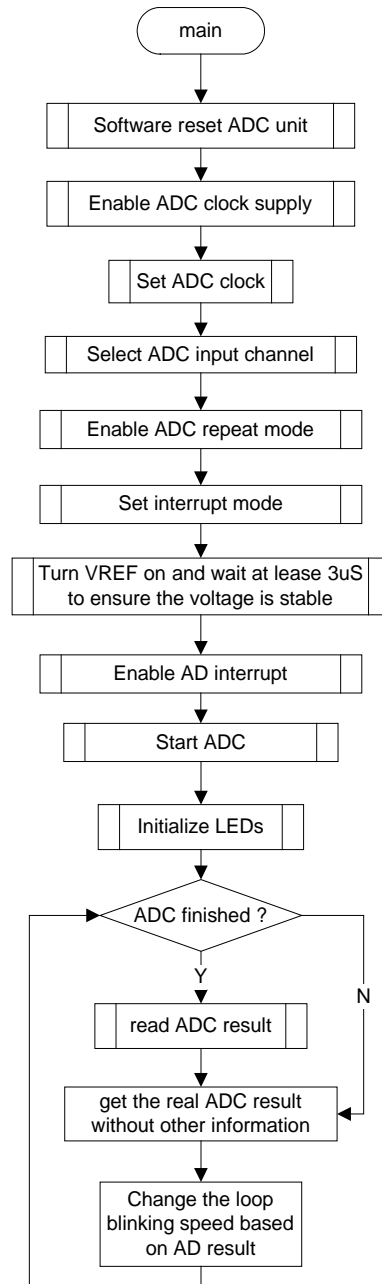 main
Software reset ADC unit
Enable ADC clock supply
Set ADC clock
Select ADC input channel
Enable ADC repeat mode
Set interrupt mode
Turn VREF on and wait at lease 3uS
to ensure the voltage is stable
Enable AD interrupt
Start ADC
Initialize LEDs
ADC finished ?
Y
N
read ADC result
get the real ADC result
without other information
Change the loop
blinking speed based
on AD result